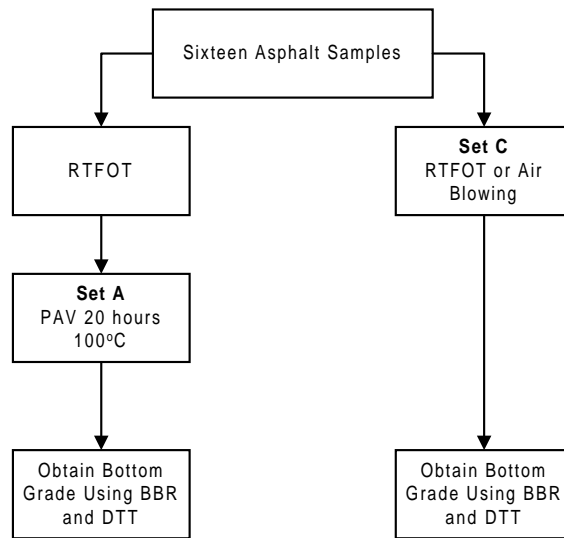 Sixteen Asphalt Samples
RTFOT
Set C
RTFOT or Air
Blowing
Set A
PAV 20 hours
100ºC
Obtain Bottom
Grade Using BBR
and DTT
Obtain Bottom
Grade Using BBR
and DTT